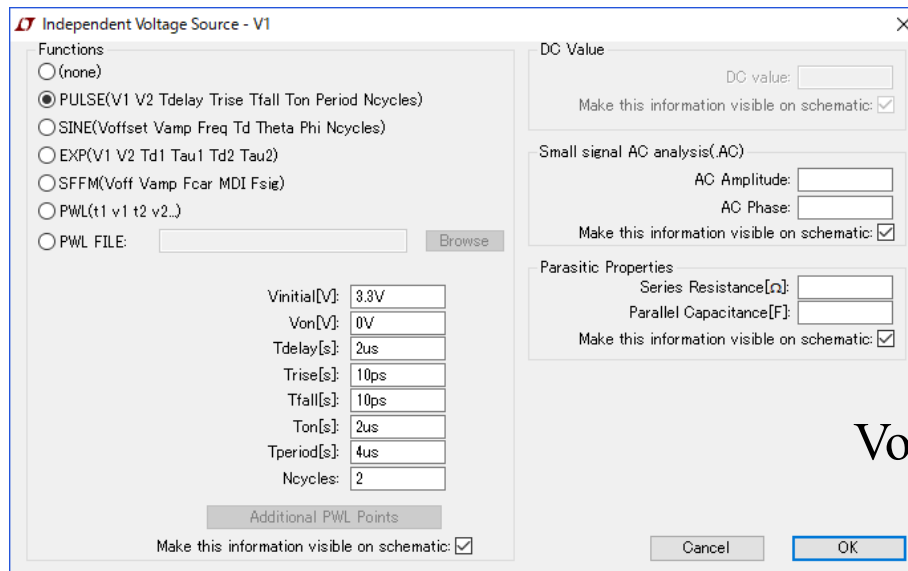 Independent Voltage Source - V1
Functions
(none)
PULSE(V1 V2 Tdelay Trise Tfall Ton Period Ncycles)
SINE(Voffset Vamp Freq Td Theta Phi Ncycles)
EXP(V1 V2 Td1 Tau1 Td2 Tau2)
SFFM(Voff Vamp Fcar MDI Fsig)
PWL(t1 v1 t2 v2...)
PWL FILE:
Browse
Vinitial[V]: 3.3V
Von[V]: 0V
Tdelay[s]: 2us
Trise[s]: 10ps
Tfall[s]: 10ps
Ton[s]: 2us
Tperiod[s]: 4us
Ncycles: 2
Additional PWL Points
Make this information visible on schematic:
DC Value
DC value:
Make this information visible on schematic:
Small signal AC analysis(.AC)
AC Amplitude:
AC Phase:
Make this information visible on schematic:
Parasitic Properties
Series Resistance[Ω]:
Parallel Capacitance[F]:
Make this information visible on schematic:
Vo
Cancel
OK